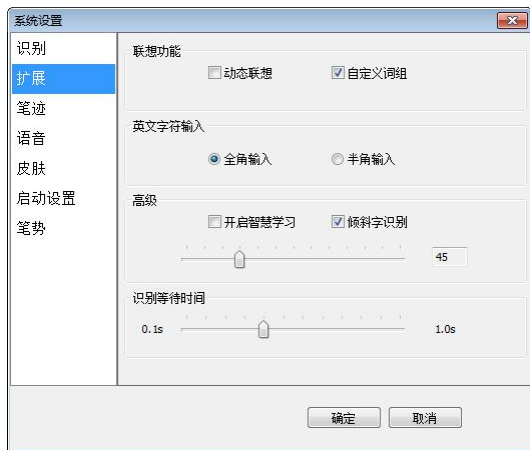 系统设置
识别
扩展
笔迹
语音
皮肤
启动设置
笔势
联想功能
动态联想 自定义词组
英文字符输入
全角输入 半角输入
高级
开启智慧学习 倾斜字识别
45
识别等待时间
0.1s 1.0s
确定 取消